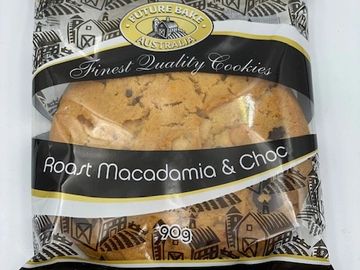 FUTURE BAKE
AUSTRALIA
Finest Quality Cookies
Roast Macadamia & Choc
90g